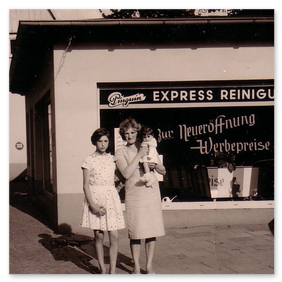 Pinguin EXPRESS REINIGU
zur Neueröffnung
Werbepreise